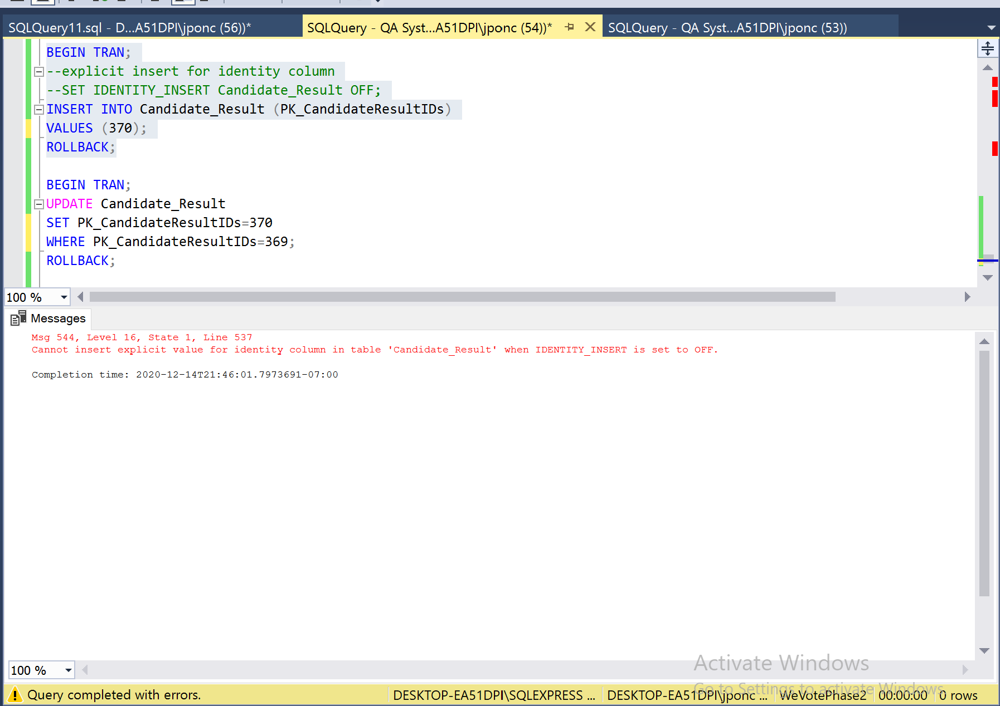 SQLQuery11.sql - D...A51DPI\jponc (56))*
SQLQuery - QA Syst...A51DPI\jponc (54))*
SQLQuery - QA Syst...A51DPI\jponc (53))
BEGIN TRAN;
--explicit insert for identity column
--SET IDENTITY_INSERT Candidate_Result OFF;
INSERT INTO Candidate_Result (PK_CandidateResultIDs)
VALUES (370);
ROLLBACK;
BEGIN TRAN;
UPDATE Candidate_Result
SET PK_CandidateResultIDs=370
WHERE PK_CandidateResultIDs=369;
ROLLBACK;
100 %
Messages
Msg 544, Level 16, State 1, Line 537
Cannot insert explicit value for identity column in table 'Candidate_Result' when IDENTITY_INSERT is set to OFF.
Completion time: 2020-12-14T21:46:01.7973691-07:00
Activate Windows
Go to Settings to activate Windows.
100 %
Query completed with errors.
DESKTOP-EA51DPI\SQLEXPRESS ...
DESKTOP-EA51DPI\jponc ...
WeVotePhase2
00:00:00
0 rows